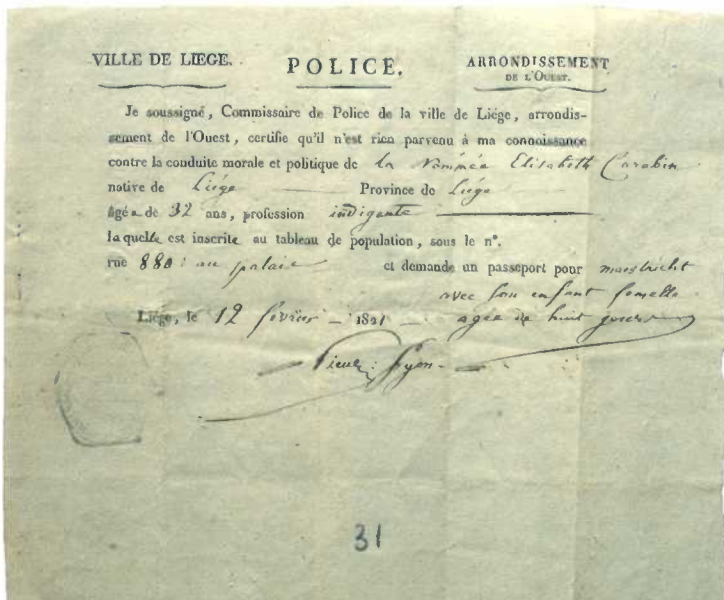 VILLE DE LIEGE. POLICE. ARRONDISSEMENT
DE L'OUEST.
Je soussigné, Commissaire de Police de la ville de Liége, arrondis-
sement de l'Ouest, certifie qu'il n'est rien parvenu à ma connoissance
contre la conduite morale et politique de la Nommée Elisabeth Carabin
native de Liége Province de Liége
âgée de 32 ans, profession indigente
laquelle est inscrite au tableau de population, sous le n°.
rue 880: au palais et demande un passeport pour maestricht
avec son enfant femelle
Liége, le 12 fevrier 1821 agée de huit jours
31